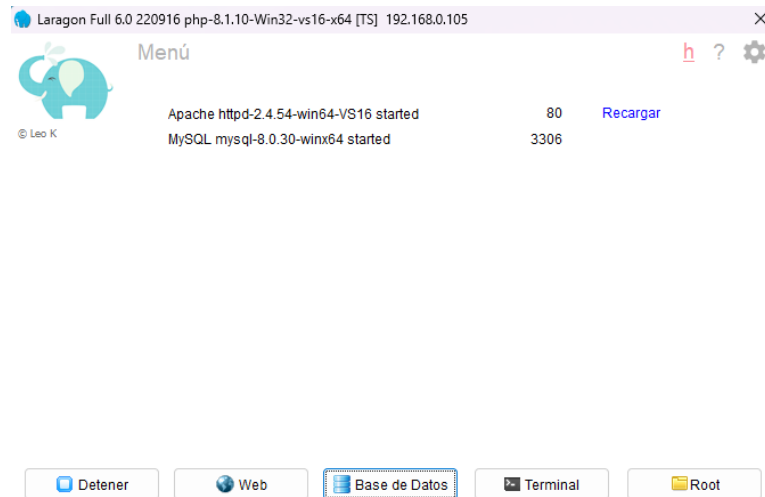 Laragon Full 6.0 220916 php-8.1.10-Win32-vs16-x64 [TS] 192.168.0.105
Menú
h ?
Apache httpd-2.4.54-win64-VS16 started 80 Recargar
© Leo K
MySQL mysql-8.0.30-winx64 started 3306
Detener Web Base de Datos Terminal Root